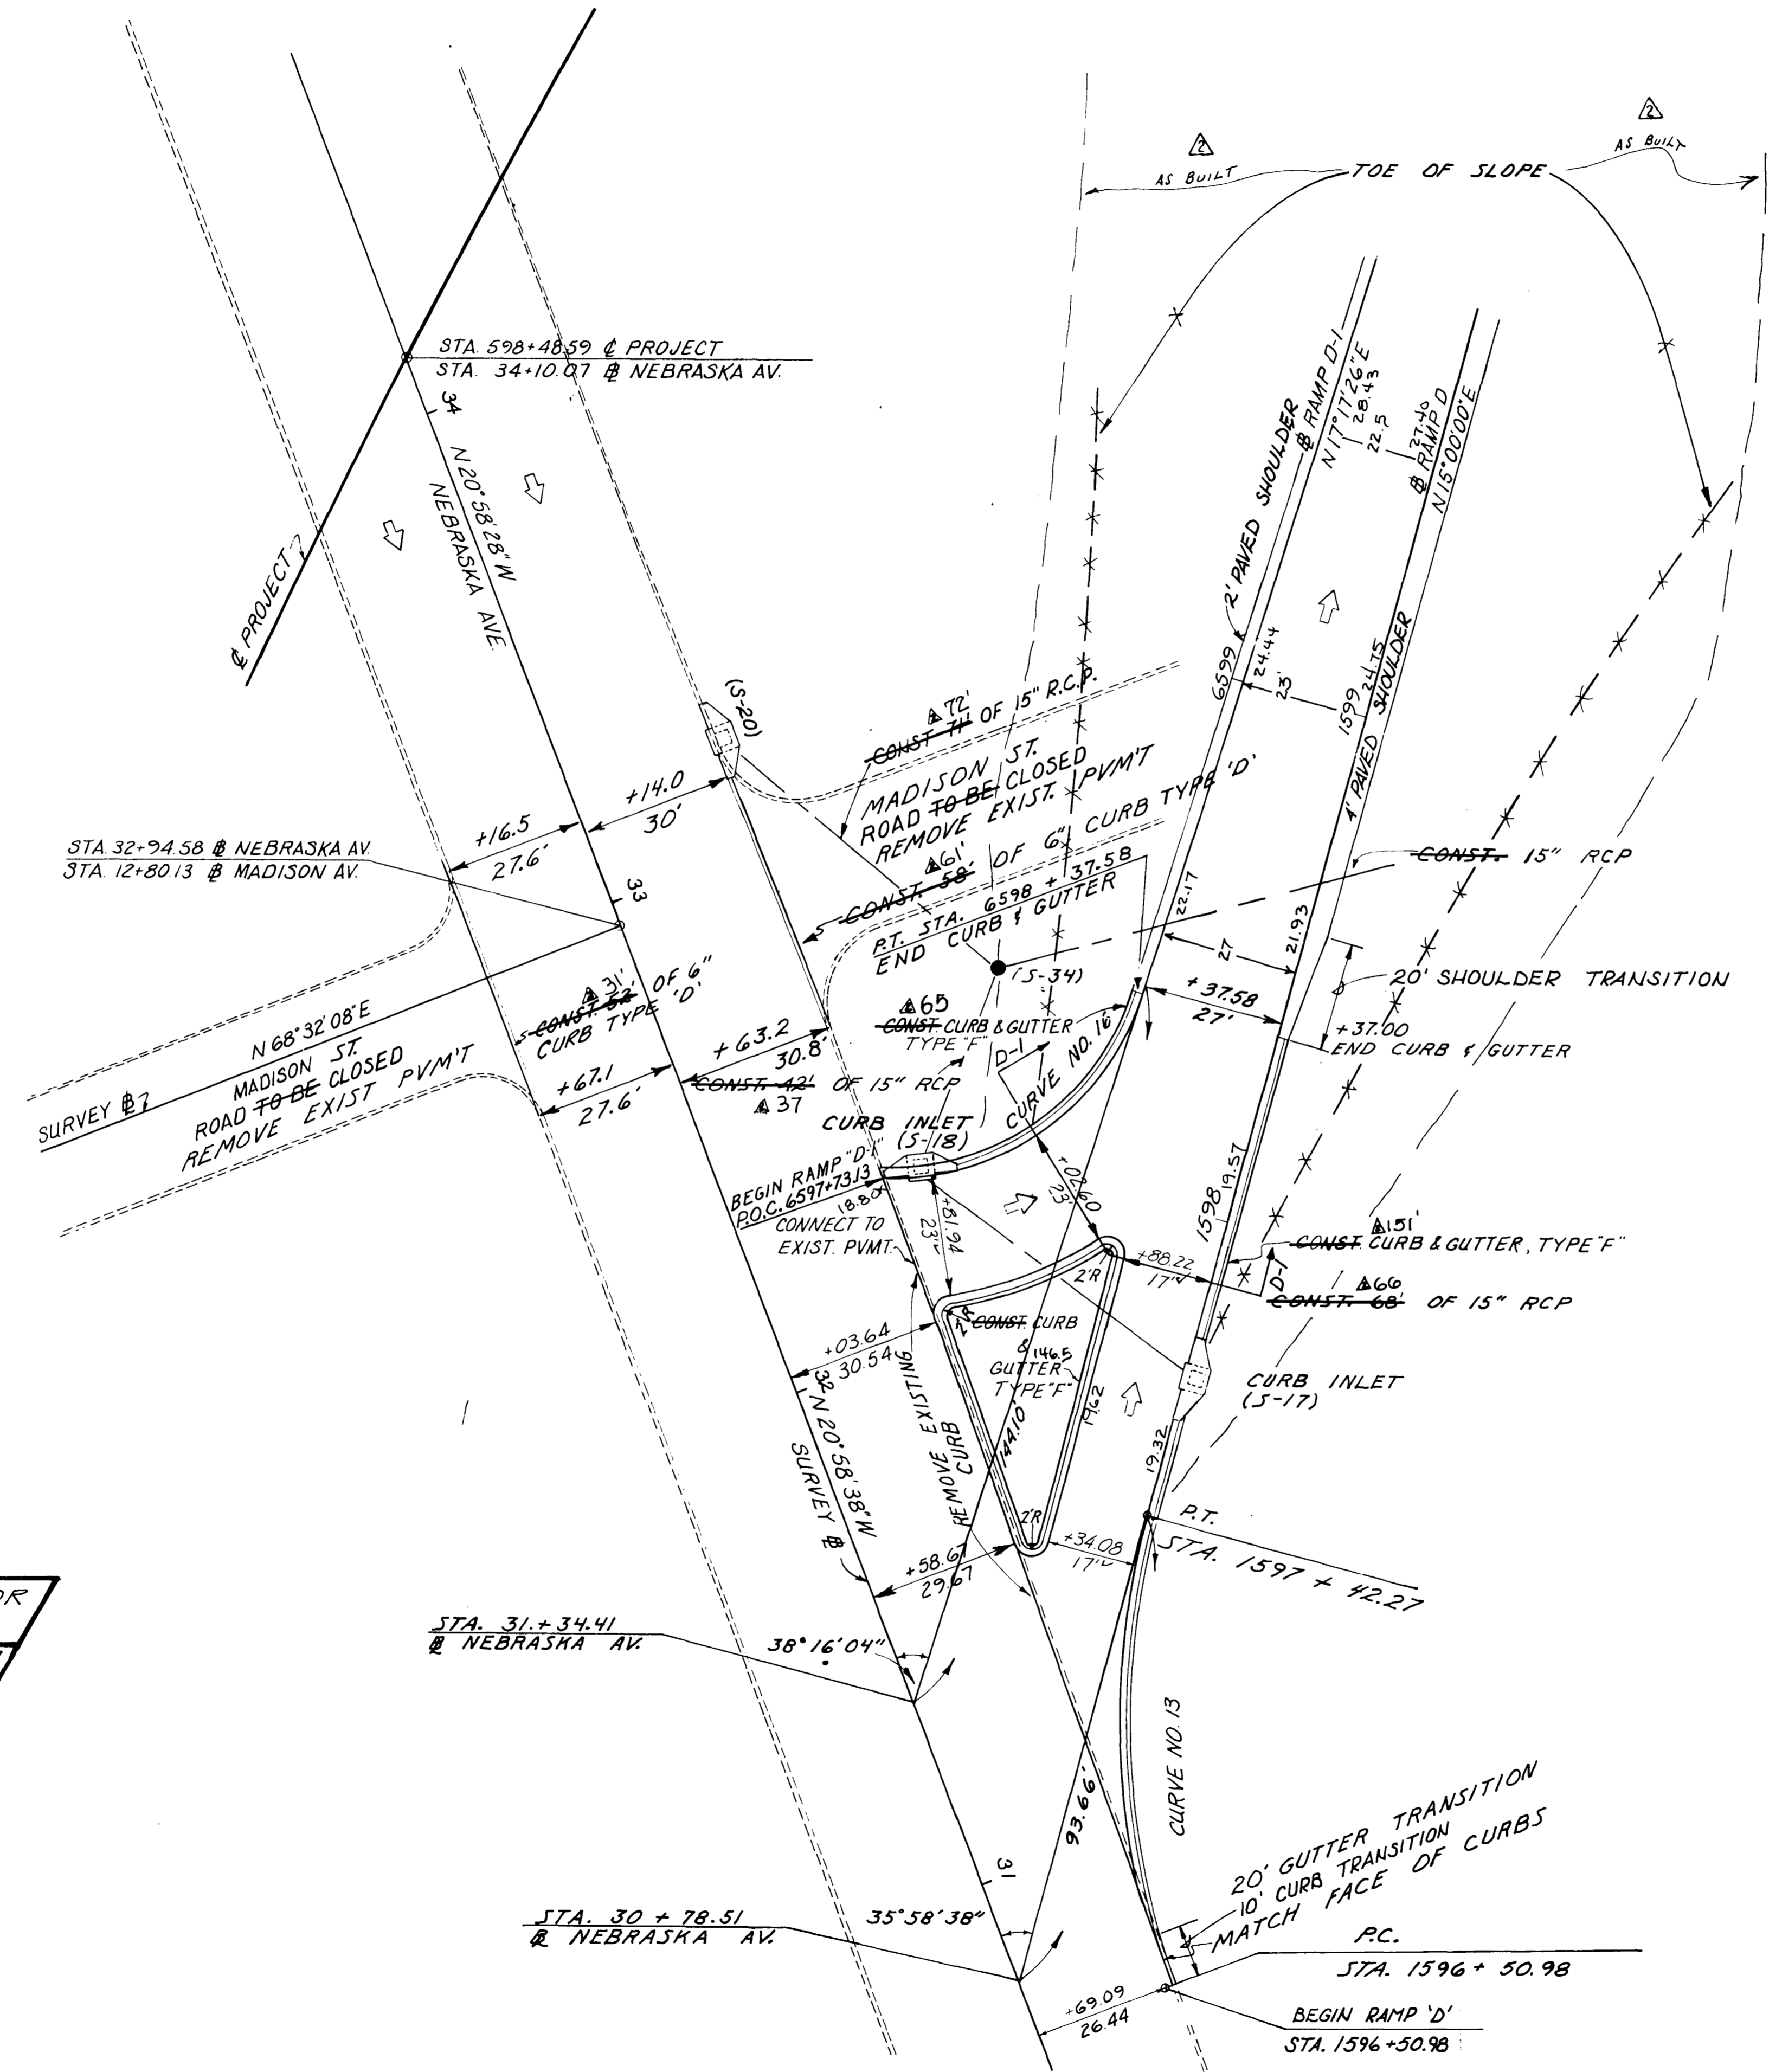 2
AS BUILT
2
AS BUILT
TOE OF SLOPE
STA. 598+48.59 ℄ PROJECT
STA. 34+10.07 ␢ NEBRASKA AV.
34
N 20° 58' 28" W
NEBRASKA AVE.
℄ PROJECT
2' PAVED SHOULDER
␢ RAMP D-1
N 17° 17' 26" E
28.43
22.5
27.40
␢ RAMP D
N 15° 00' 00" E
6599
24.44
23'
1599
24.75
4' PAVED SHOULDER
(S-20)
72'
CONST 71' OF 15" R.C.P.
MADISON ST.
ROAD TO BE CLOSED
REMOVE EXIST. PVM'T
+14.0
30'
+16.5
27.6'
STA. 32+94.58 ␢ NEBRASKA AV.
STA. 12+80.13 ␢ MADISON AV.
33
61'
CONST. 58' OF 6" CURB TYPE 'D'
P.T. STA. 6598 + 37.58
END CURB & GUTTER
22.17
CONST. 15" RCP
27
21.93
(S-34)
20' SHOULDER TRANSITION
+37.58
27'
+37.00
END CURB & GUTTER
31'
CONST. 52' OF 6"
CURB TYPE 'D'
N 68° 32' 08" E
SURVEY ␢
MADISON ST.
ROAD TO BE CLOSED
REMOVE EXIST PVM'T
+63.2
30.8'
+67.1
27.6'
65
CONST. CURB & GUTTER
TYPE "F"
D-1
CURVE NO. 16
CONST. 42' OF 15" RCP
37
CURB INLET
(S-18)
BEGIN RAMP "D-1"
P.O.C. 6597+73.13
18.80
CONNECT TO
EXIST. PVMT.
+81.94
23'
+02.60
23'
1598
19.57
151'
CONST. CURB & GUTTER, TYPE "F"
+88.22
17'
D-1
66
CONST. 68' OF 15" RCP
2'R
2'R
CONST. CURB
&
146.5
GUTTER
TYPE "F"
+03.64
30.54
32
N 20° 58' 38" W
SURVEY ␢
REMOVE EXISTING
CURB
144.10'
19.62
CURB INLET
(S-17)
19.32
2'R
+34.08
17'
P.T.
STA. 1597 + 42.27
+58.67
29.67
STA. 31.+34.41
␢ NEBRASKA AV.
38° 16' 04"
93.66'
CURVE NO. 13
31
20' GUTTER TRANSITION
10' CURB TRANSITION
MATCH FACE OF CURBS
STA. 30 + 78.51
␢ NEBRASKA AV.
35° 58' 38"
P.C.
STA. 1596 + 50.98
+69.09
26.44
BEGIN RAMP 'D'
STA. 1596+50.98